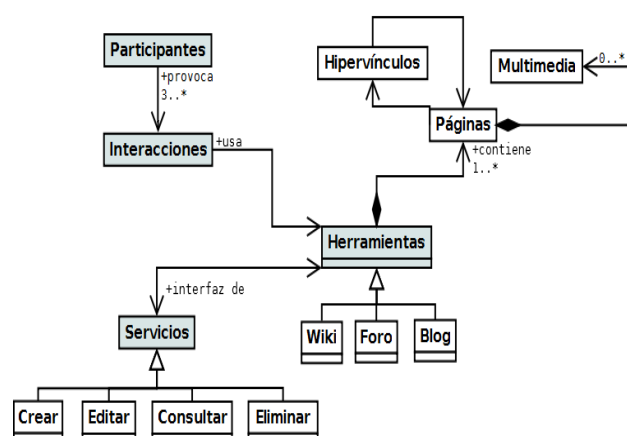 Participantes
+provoca
3..*
Interacciones
+usa
Hipervínculos
Multimedia
0..*
Páginas
+contiene
1..*
Herramientas
+interfaz de
Servicios
Wiki
Foro
Blog
Crear
Editar
Consultar
Eliminar